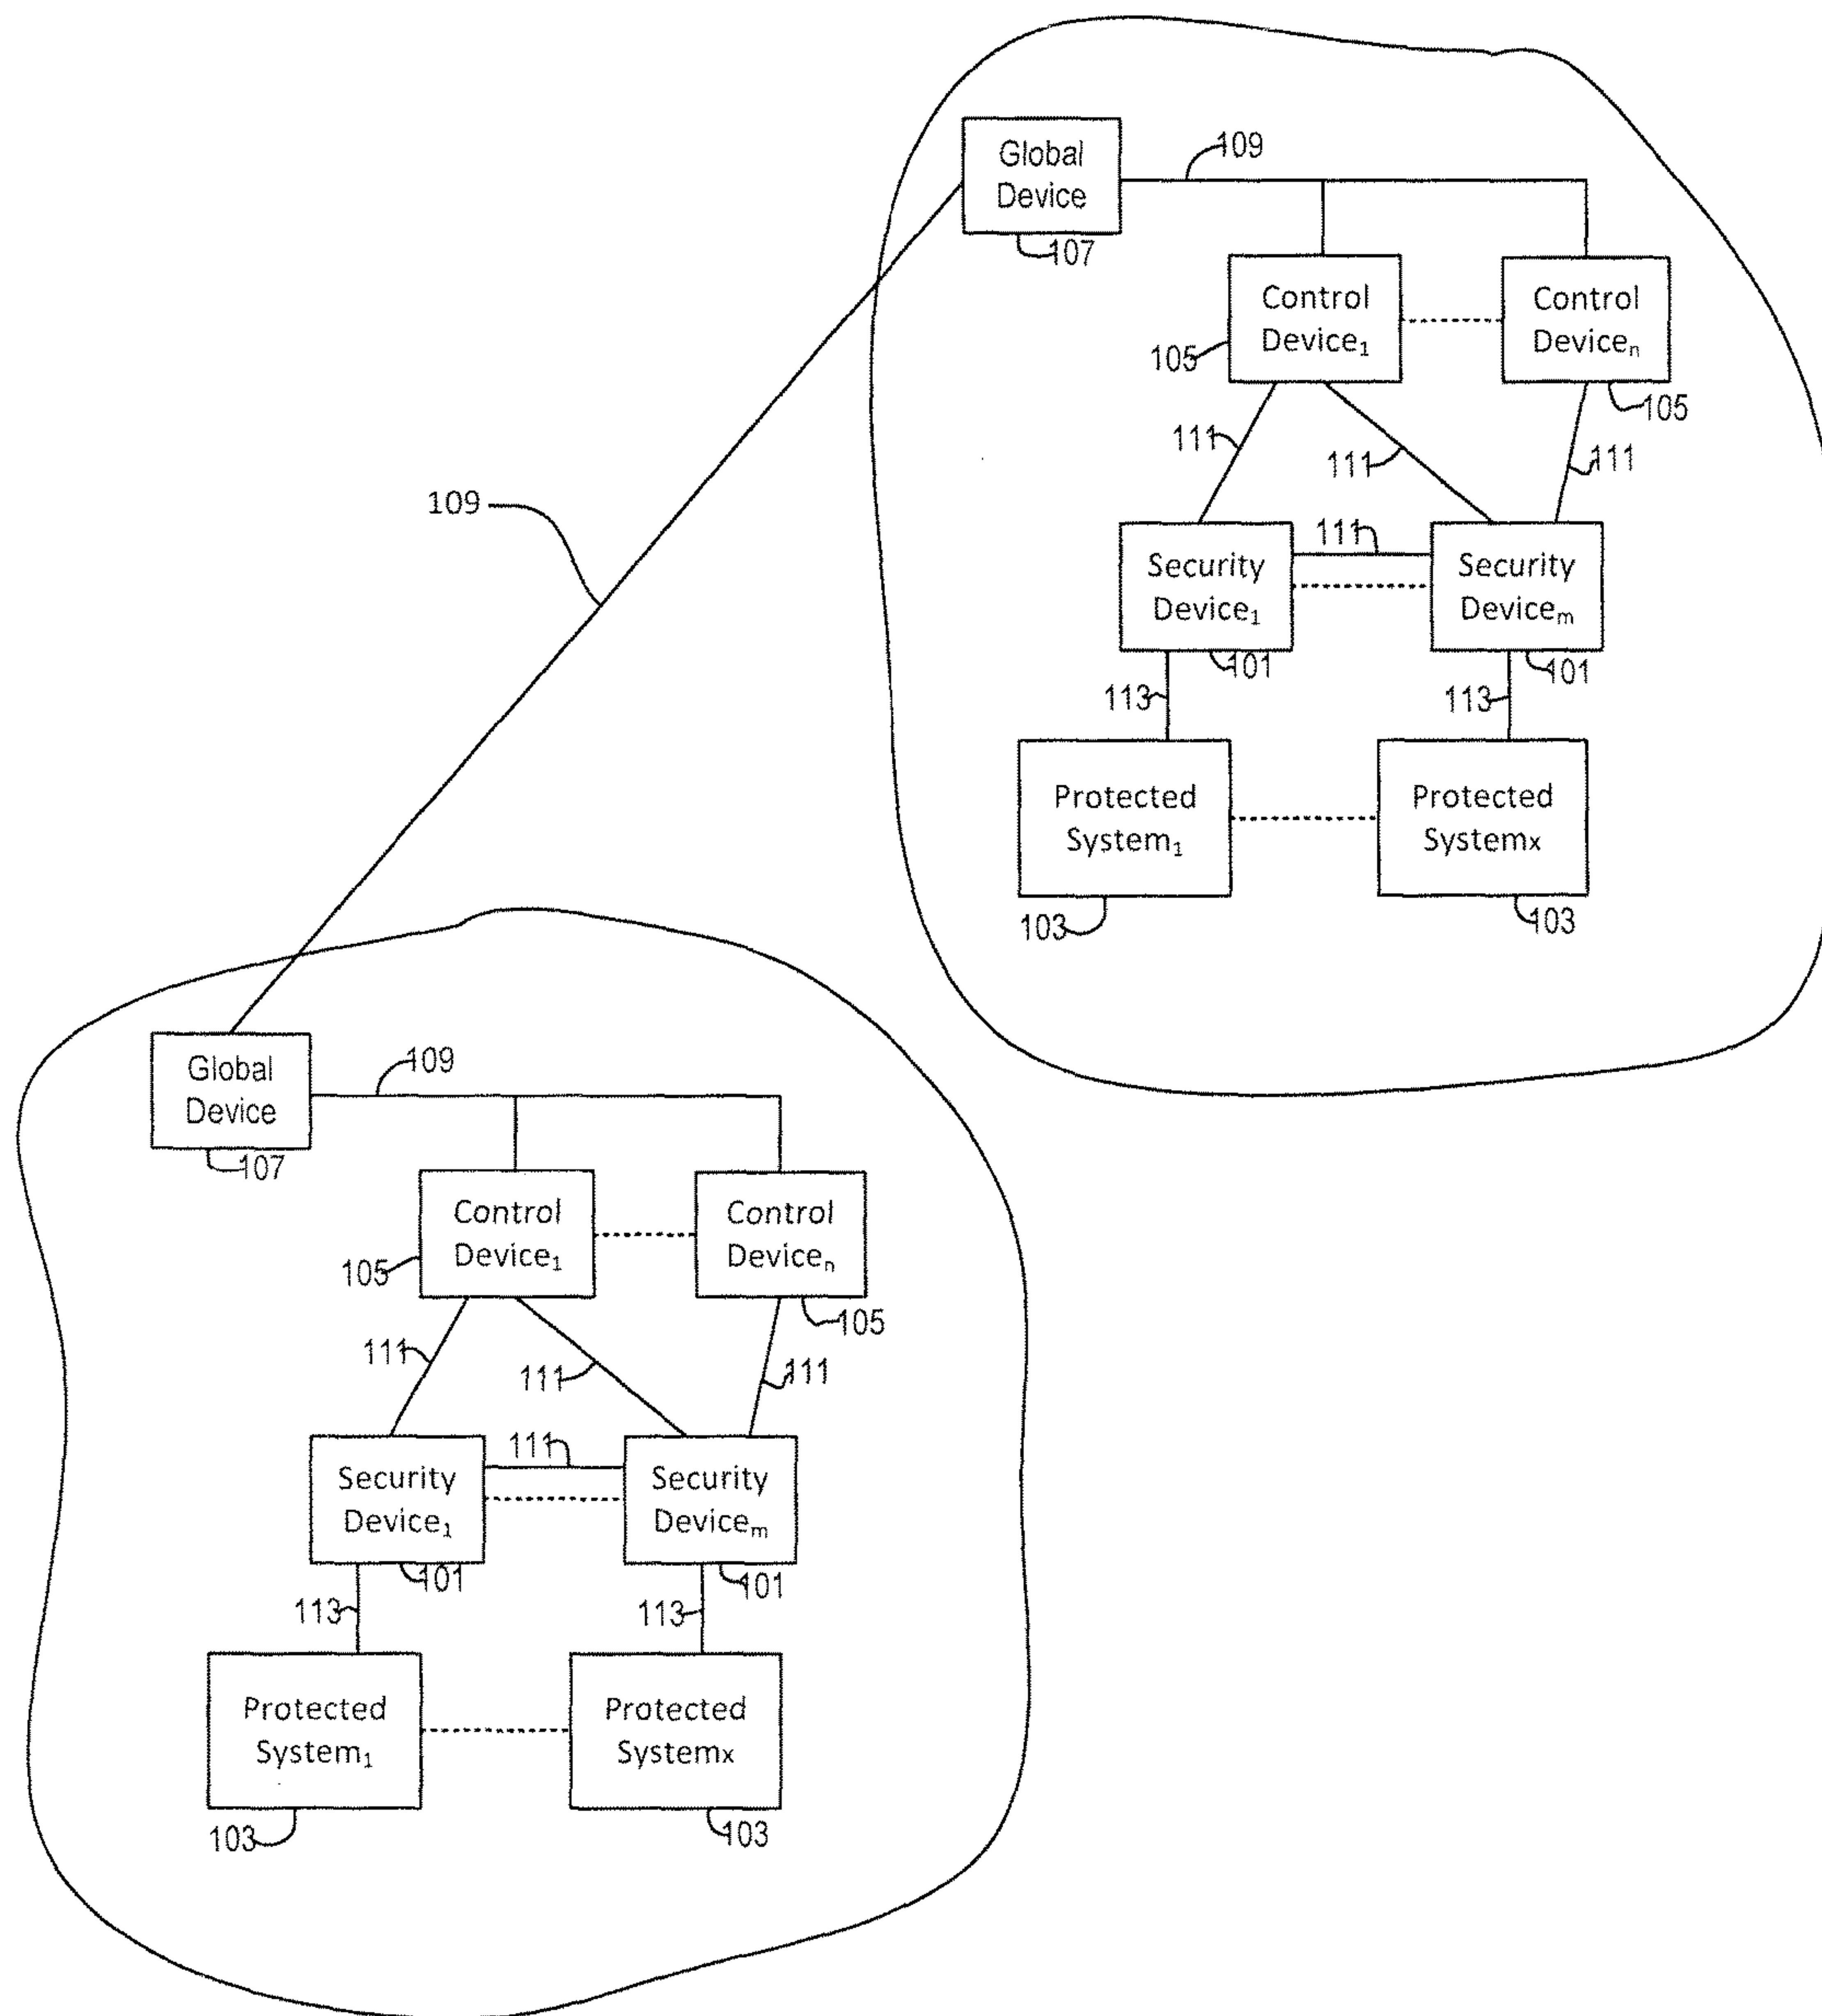 Global
Device
107
109
Control
Device₁
105
Control
Deviceₙ
105
111
111
111
111
Security
Device₁
101
Security
Deviceₘ
101
113
113
Protected
System₁
103
Protected
Systemx
103
109
Global
Device
107
109
Control
Device₁
105
Control
Deviceₙ
105
111
111
111
111
Security
Device₁
101
Security
Deviceₘ
101
113
113
Protected
System₁
103
Protected
Systemx
103